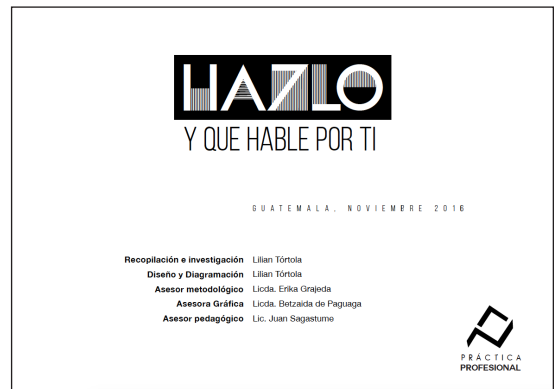 HAZLO
Y QUE HABLE POR TI
GUATEMALA, NOVIEMBRE 2016
Recopilación e investigación Lilian Tórtola
Diseño y Diagramación Lilian Tórtola
Asesor metodológico Licda. Erika Grajeda
Asesora Gráfica Licda. Betzaida de Paguaga
Asesor pedagógico Lic. Juan Sagastume
PRÁCTICA
PROFESIONAL